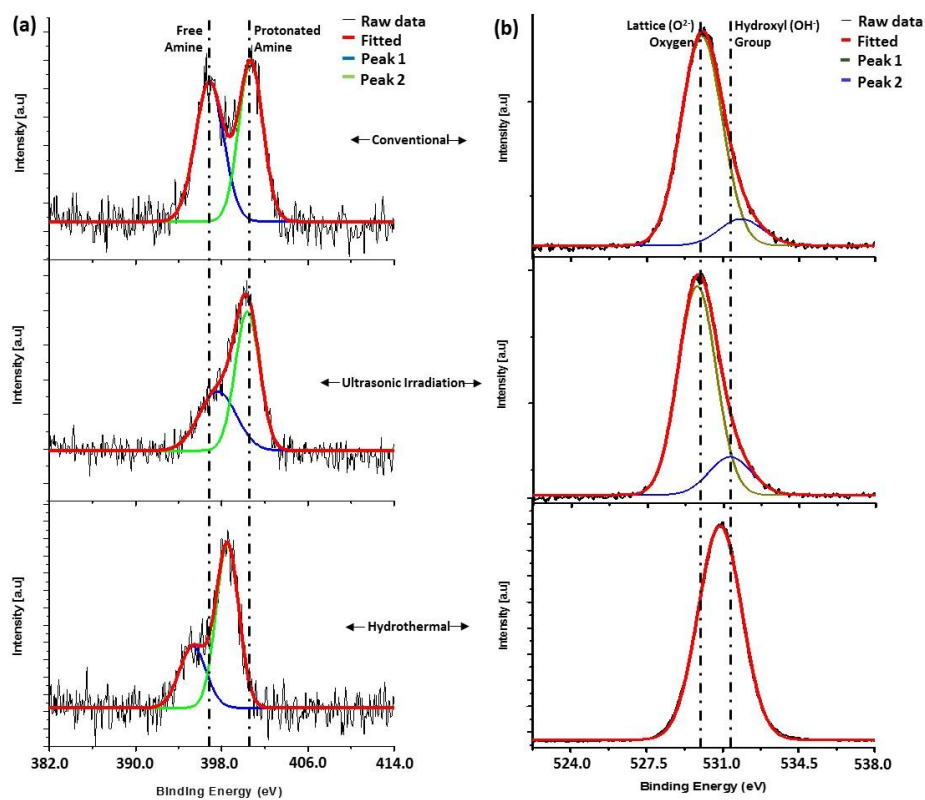 (a)
Free
Amine
Protonated
Amine
Raw data
Fitted
Peak 1
Peak 2
Intensity [a.u]
Conventional
(b)
Lattice (O²⁻)
Oxygen
Hydroxyl (OH⁻)
Group
Raw data
Fitted
Peak 1
Peak 2
Intensity [a.u]
Intensity [a.u]
Ultrasonic Irradiation
Intensity [a.u]
Intensity [a.u]
Hydrothermal
Intensity [a.u]
382.0 390.0 398.0 406.0 414.0
Binding Energy (eV)
524.0 527.5 531.0 534.5 538.0
Binding Energy (eV)